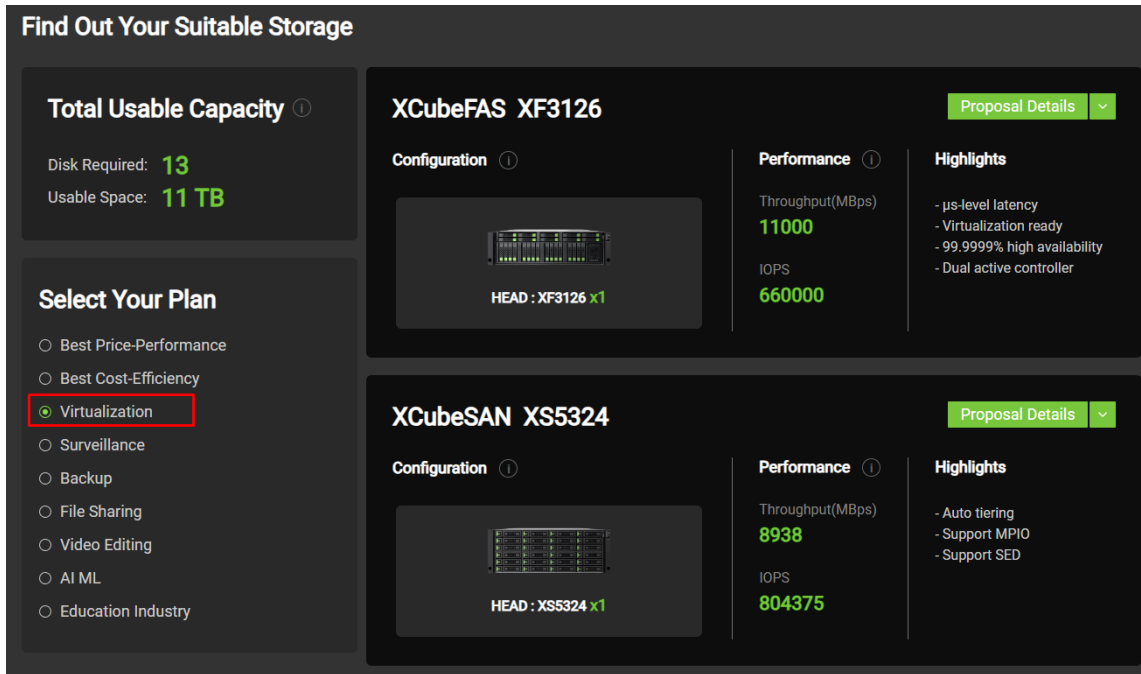 Find Out Your Suitable Storage
Total Usable Capacity
Disk Required: 13
Usable Space: 11 TB
Select Your Plan
Best Price-Performance
Best Cost-Efficiency
Virtualization
Surveillance
Backup
File Sharing
Video Editing
AI ML
Education Industry
XCubeFAS XF3126
Proposal Details
Configuration
HEAD : XF3126 x1
Performance
Throughput(MBps)
11000
IOPS
660000
Highlights
- µs-level latency
- Virtualization ready
- 99.9999% high availability
- Dual active controller
XCubeSAN XS5324
Proposal Details
Configuration
HEAD : XS5324 x1
Performance
Throughput(MBps)
8938
IOPS
804375
Highlights
- Auto tiering
- Support MPIO
- Support SED